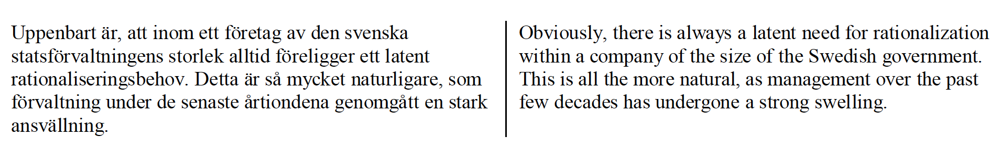 Uppenbart är, att inom ett företag av den svenska
statsförvaltningens storlek alltid föreligger ett latent
rationaliseringsbehov. Detta är så mycket naturligare, som
förvaltning under de senaste årtiondena genomgått en stark
ansvällning.
Obviously, there is always a latent need for rationalization
within a company of the size of the Swedish government.
This is all the more natural, as management over the past
few decades has undergone a strong swelling.